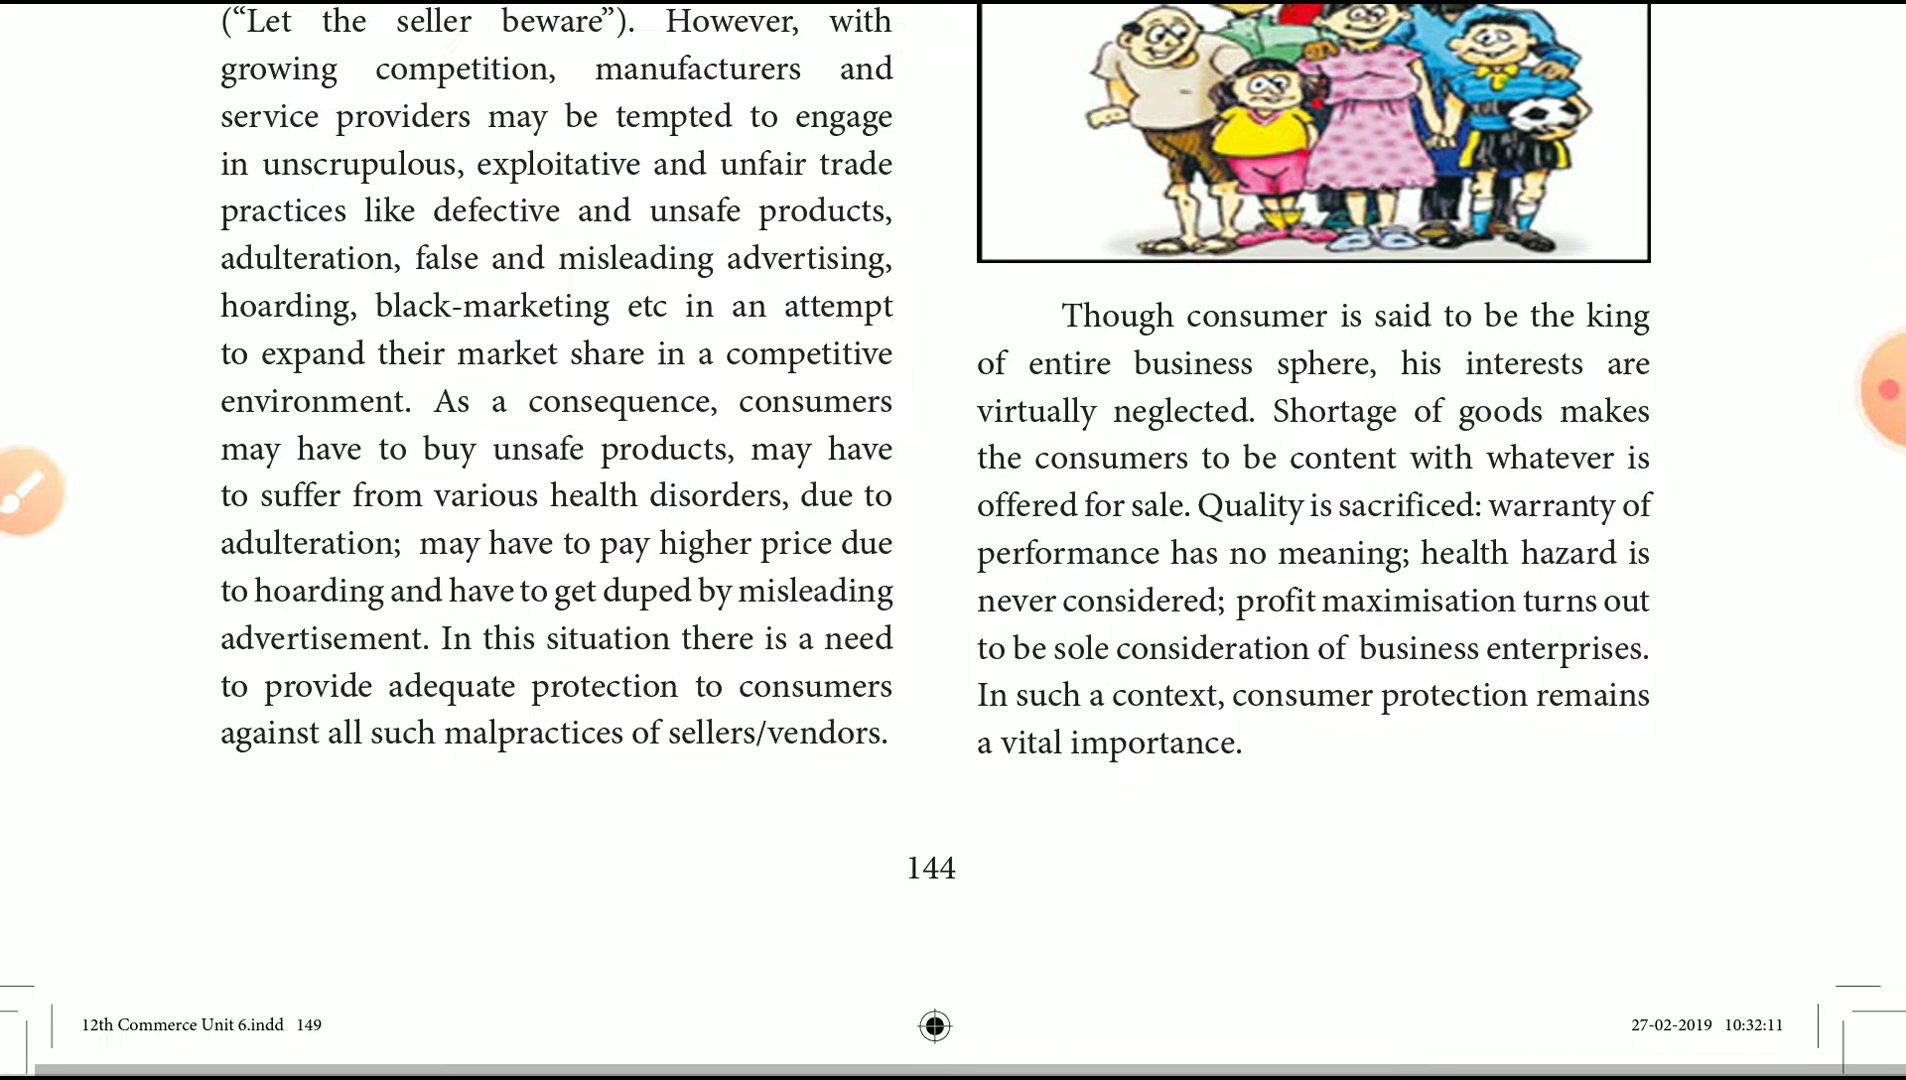 (“Let the seller beware”). However, with
growing competition, manufacturers and
service providers may be tempted to engage
in unscrupulous, exploitative and unfair trade
practices like defective and unsafe products,
adulteration, false and misleading advertising,
hoarding, black-marketing etc in an attempt
to expand their market share in a competitive
environment. As a consequence, consumers
may have to buy unsafe products, may have
to suffer from various health disorders, due to
adulteration; may have to pay higher price due
to hoarding and have to get duped by misleading
advertisement. In this situation there is a need
to provide adequate protection to consumers
against all such malpractices of sellers/vendors.
Though consumer is said to be the king
of entire business sphere, his interests are
virtually neglected. Shortage of goods makes
the consumers to be content with whatever is
offered for sale. Quality is sacrificed: warranty of
performance has no meaning; health hazard is
never considered; profit maximisation turns out
to be sole consideration of business enterprises.
In such a context, consumer protection remains
a vital importance.
144
12th Commerce Unit 6.indd 149
27-02-2019 10:32:11